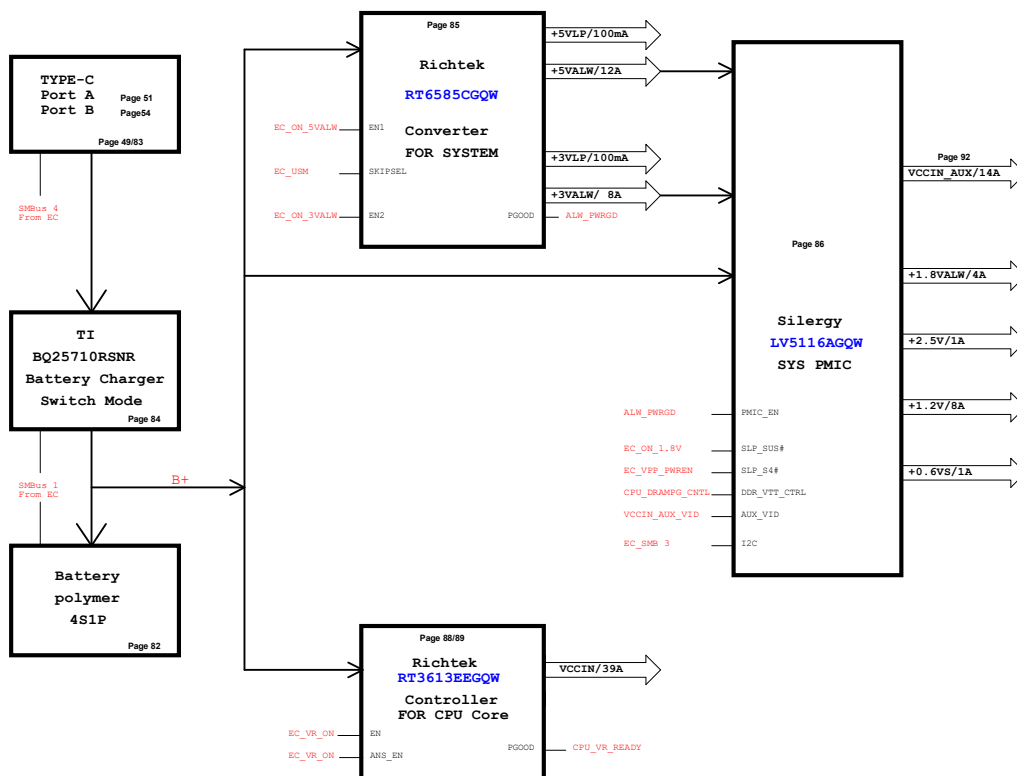 TYPE-C
Port A Page 51
Port B Page54
Page 49/83
SMBus 4
From EC
TI
BQ25710RSNR
Battery Charger
Switch Mode
Page 84
SMBus 1
From EC
B+
Battery
polymer
4S1P
Page 82
Page 85
Richtek
RT6585CGQW
Converter
FOR SYSTEM
EC_ON_5VALW EN1
EC_USM SKIPSEL
EC_ON_3VALW EN2
PGOOD ALW_PWRGD
+5VLP/100mA
+5VALW/12A
+3VLP/100mA
+3VALW/ 8A
Page 86
Silergy
LV5116AGQW
SYS PMIC
ALW_PWRGD PMIC_EN
EC_ON_1.8V SLP_SUS#
EC_VPP_PWREN SLP_S4#
CPU_DRAMPG_CNTL DDR_VTT_CTRL
VCCIN_AUX_VID AUX_VID
EC_SMB 3 I2C
Page 92
VCCIN_AUX/14A
+1.8VALW/4A
+2.5V/1A
+1.2V/8A
+0.6VS/1A
Page 88/89
Richtek
RT3613EEGQW
Controller
FOR CPU Core
EC_VR_ON EN
EC_VR_ON ANS_EN
PGOOD CPU_VR_READY
VCCIN/39A